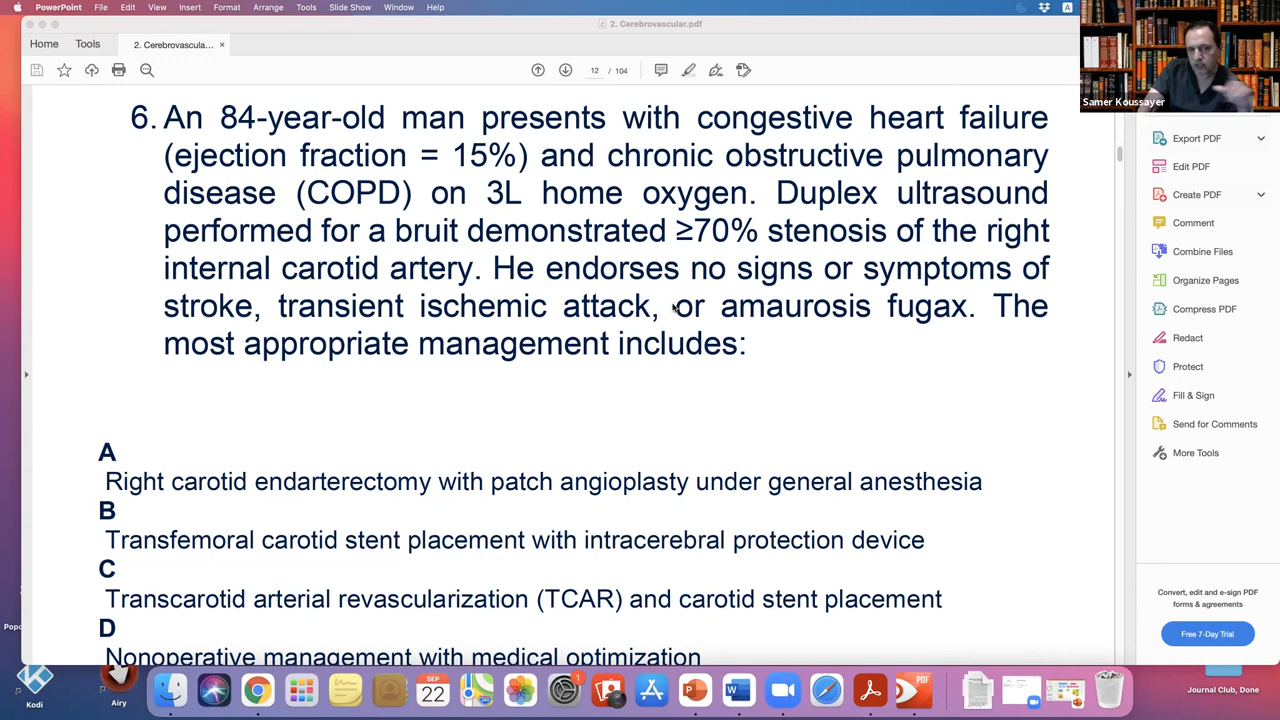 PowerPoint File Edit View Insert Format Arrange Tools Slide Show Window Help
2. Cerebrovascular.pdf
Home Tools 2. Cerebrovascula... ×
12 / 104
Samer Koussayer
6. An 84-year-old man presents with congestive heart failure
(ejection fraction = 15%) and chronic obstructive pulmonary
disease (COPD) on 3L home oxygen. Duplex ultrasound
performed for a bruit demonstrated ≥70% stenosis of the right
internal carotid artery. He endorses no signs or symptoms of
stroke, transient ischemic attack, or amaurosis fugax. The
most appropriate management includes:
A
Right carotid endarterectomy with patch angioplasty under general anesthesia
B
Transfemoral carotid stent placement with intracerebral protection device
C
Transcarotid arterial revascularization (TCAR) and carotid stent placement
D
Nonoperative management with medical optimization
Export PDF
Edit PDF
Create PDF
Comment
Combine Files
Organize Pages
Compress PDF
Redact
Protect
Fill & Sign
Send for Comments
More Tools
Convert, edit and e-sign PDF
forms & agreements
Free 7-Day Trial
Popo
Kodi
Airy
SEP
22
1
PDF
Journal Club, Done